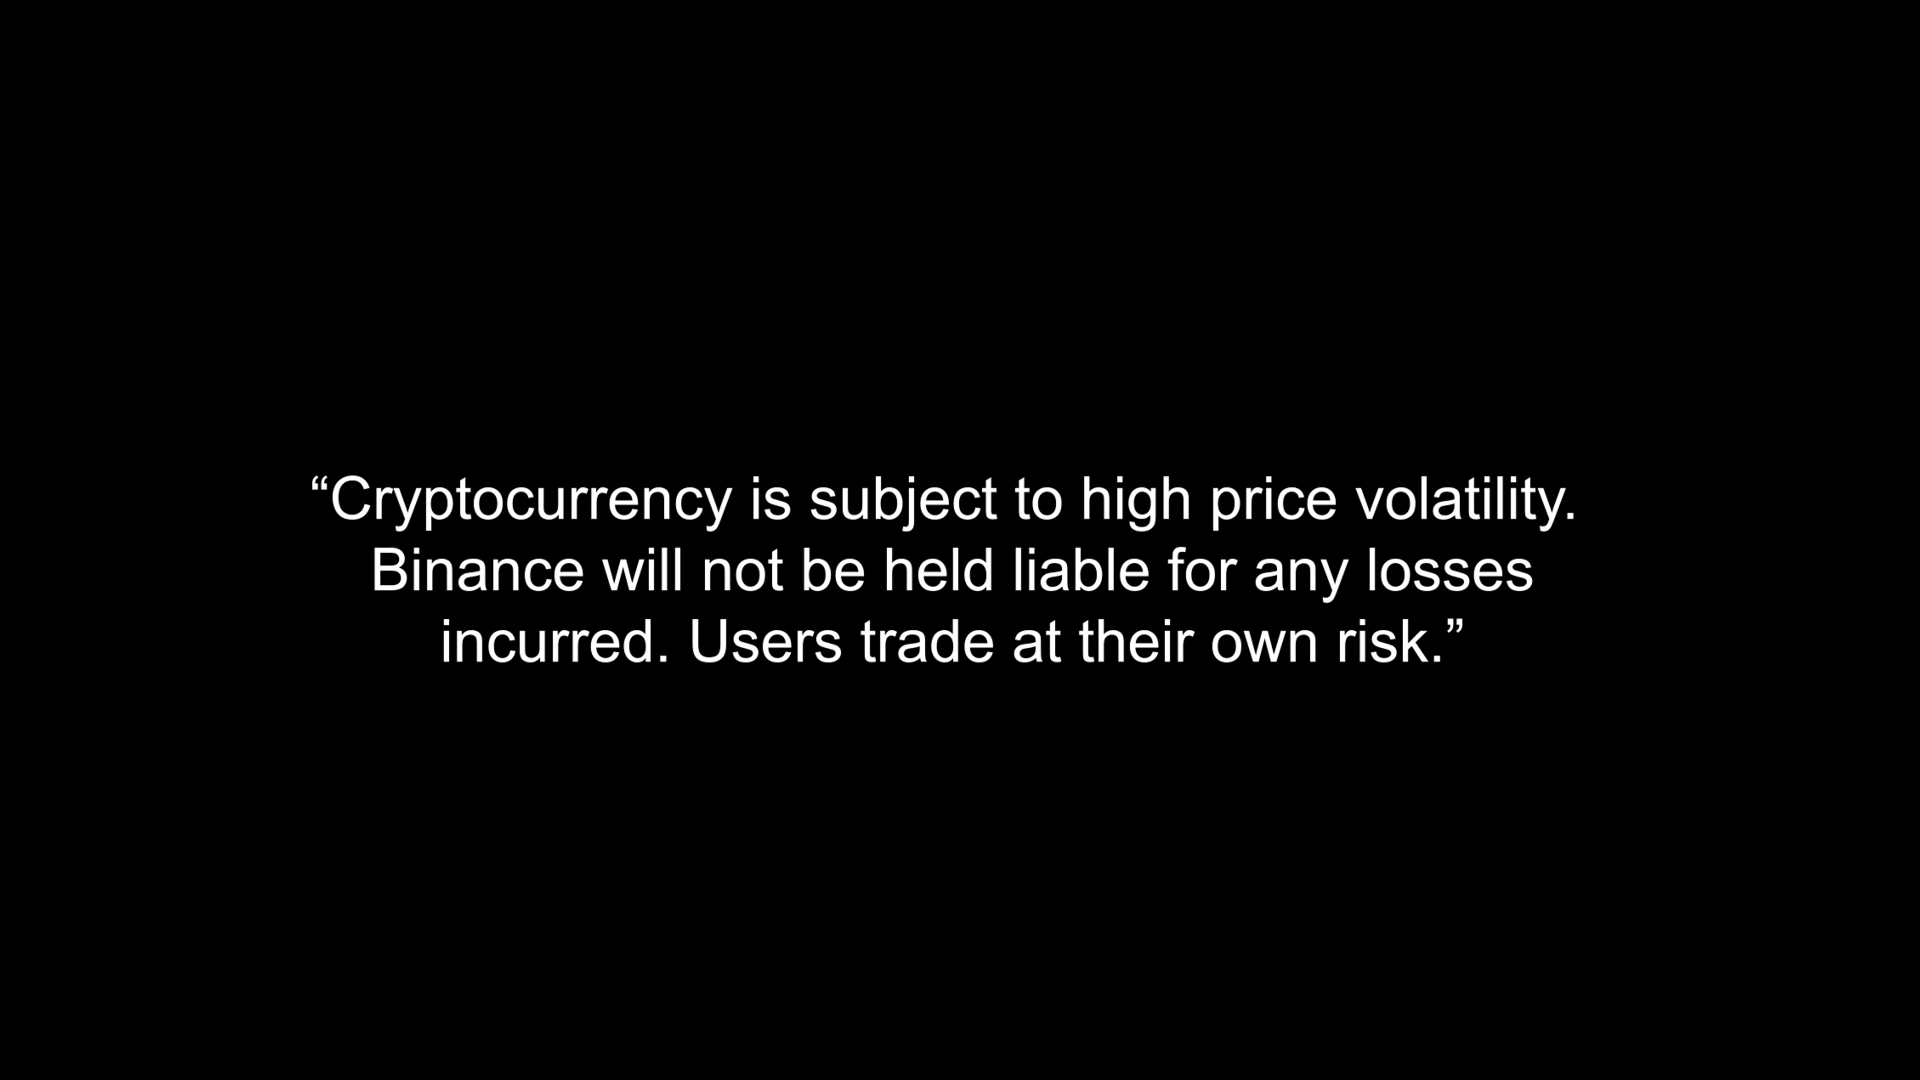 “Cryptocurrency is subject to high price volatility.
Binance will not be held liable for any losses
incurred. Users trade at their own risk.”